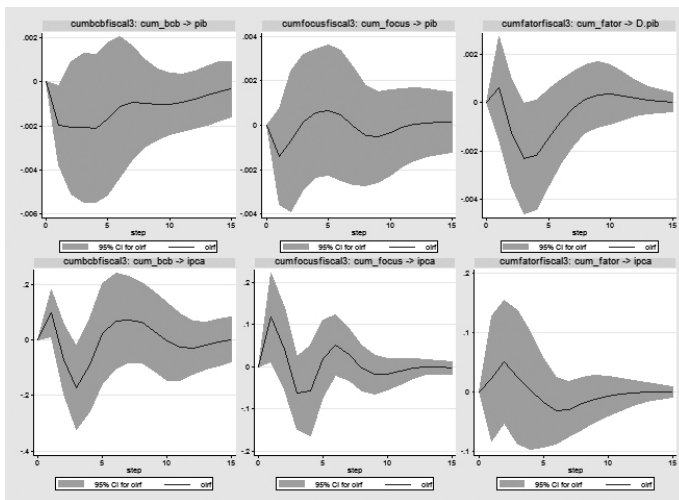 cumbcbfiscal3: cum_bcb -> pib
.002
0
-.002
-.004
-.006
0 5 10 15
step
95% CI for oirf oirf
cumfocusfiscal3: cum_focus -> pib
.004
.002
0
-.002
-.004
0 5 10 15
step
95% CI for oirf oirf
cumfatorfiscal3: cum_fator -> D.pib
.002
0
-.002
-.004
0 5 10 15
step
95% CI for oirf oirf
cumbcbfiscal3: cum_bcb -> ipca
.2
0
-.2
-.4
0 5 10 15
step
95% CI for oirf oirf
cumfocusfiscal3: cum_focus -> ipca
.2
.1
0
-.1
-.2
0 5 10 15
step
95% CI for oirf oirf
cumfatorfiscal3: cum_fator -> ipca
.2
.1
0
-.1
0 5 10 15
step
95% CI for oirf oirf